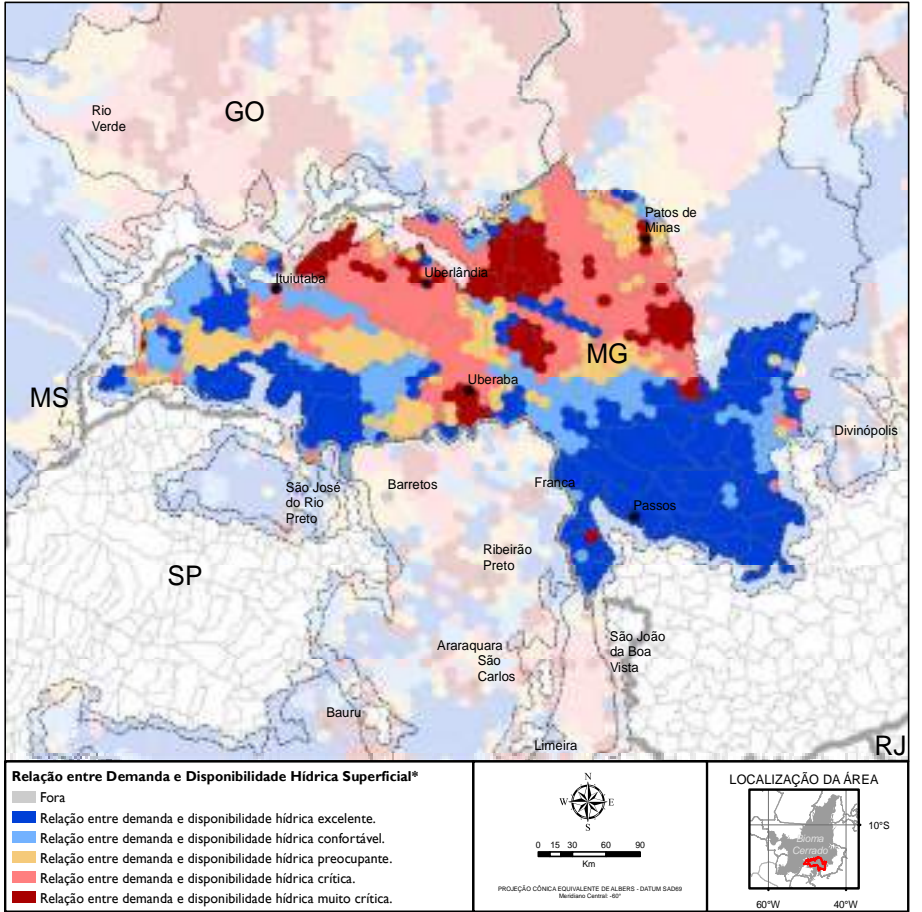 GO
Rio
Verde
Patos de
Minas
Ituiutaba
Uberlândia
MG
MS
Uberaba
Divinópolis
São José
do Rio
Preto
Barretos
Franca
Passos
Ribeirão
Preto
SP
São João
da Boa
Vista
Araraquara
São
Carlos
Bauru
Limeira
RJ
Relação entre Demanda e Disponibilidade Hídrica Superficial*
Fora
Relação entre demanda e disponibilidade hídrica excelente.
Relação entre demanda e disponibilidade hídrica confortável.
Relação entre demanda e disponibilidade hídrica preocupante.
Relação entre demanda e disponibilidade hídrica crítica.
Relação entre demanda e disponibilidade hídrica muito crítica.
N
W E
S
0 15 30 60 90
Km
PROJEÇÃO CÔNICA EQUIVALENTE DE ALBERS - DATUM SAD69
Meridiano Central: -60°
LOCALIZAÇÃO DA ÁREA
Bioma
Cerrado
10°S
60°W 40°W